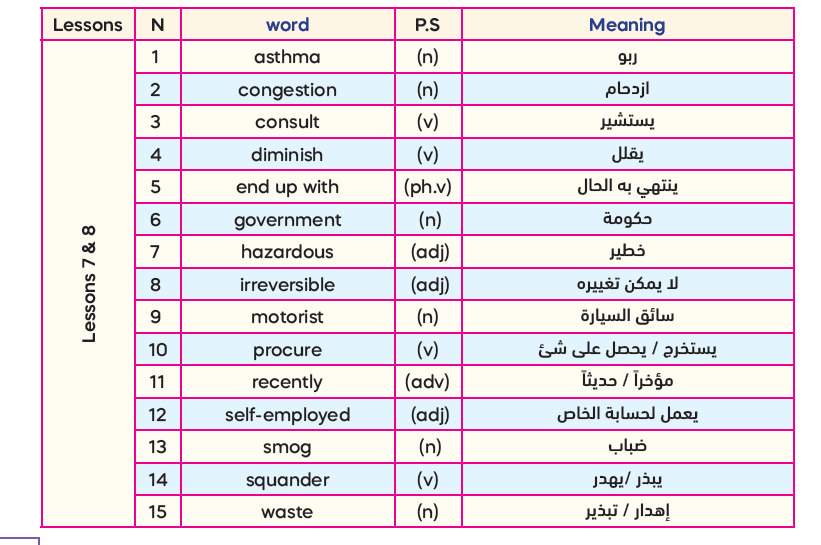 Lessons N word P.S Meaning
Lessons 7 & 8
1 asthma (n) ربو
2 congestion (n) ازدحام
3 consult (v) يستشير
4 diminish (v) يقلل
5 end up with (ph.v) ينتهي به الحال
6 government (n) حكومة
7 hazardous (adj) خطير
8 irreversible (adj) لا يمكن تغييره
9 motorist (n) سائق السيارة
10 procure (v) يستخرج / يحصل على شئ
11 recently (adv) مؤخراً / حديثاً
12 self-employed (adj) يعمل لحسابة الخاص
13 smog (n) ضباب
14 squander (v) يبذر /يهدر
15 waste (n) إهدار / تبذير